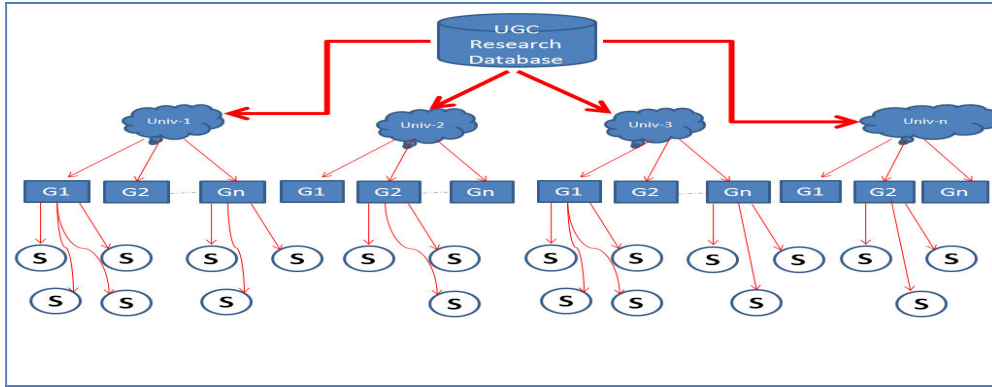 UGC
Research
Database
Univ-1
Univ-2
Univ-3
Univ-n
G1 G2 Gn G1 G2 Gn G1 G2 Gn G1 G2 Gn
S S S S S S S S S S S S
S S S S S S S S